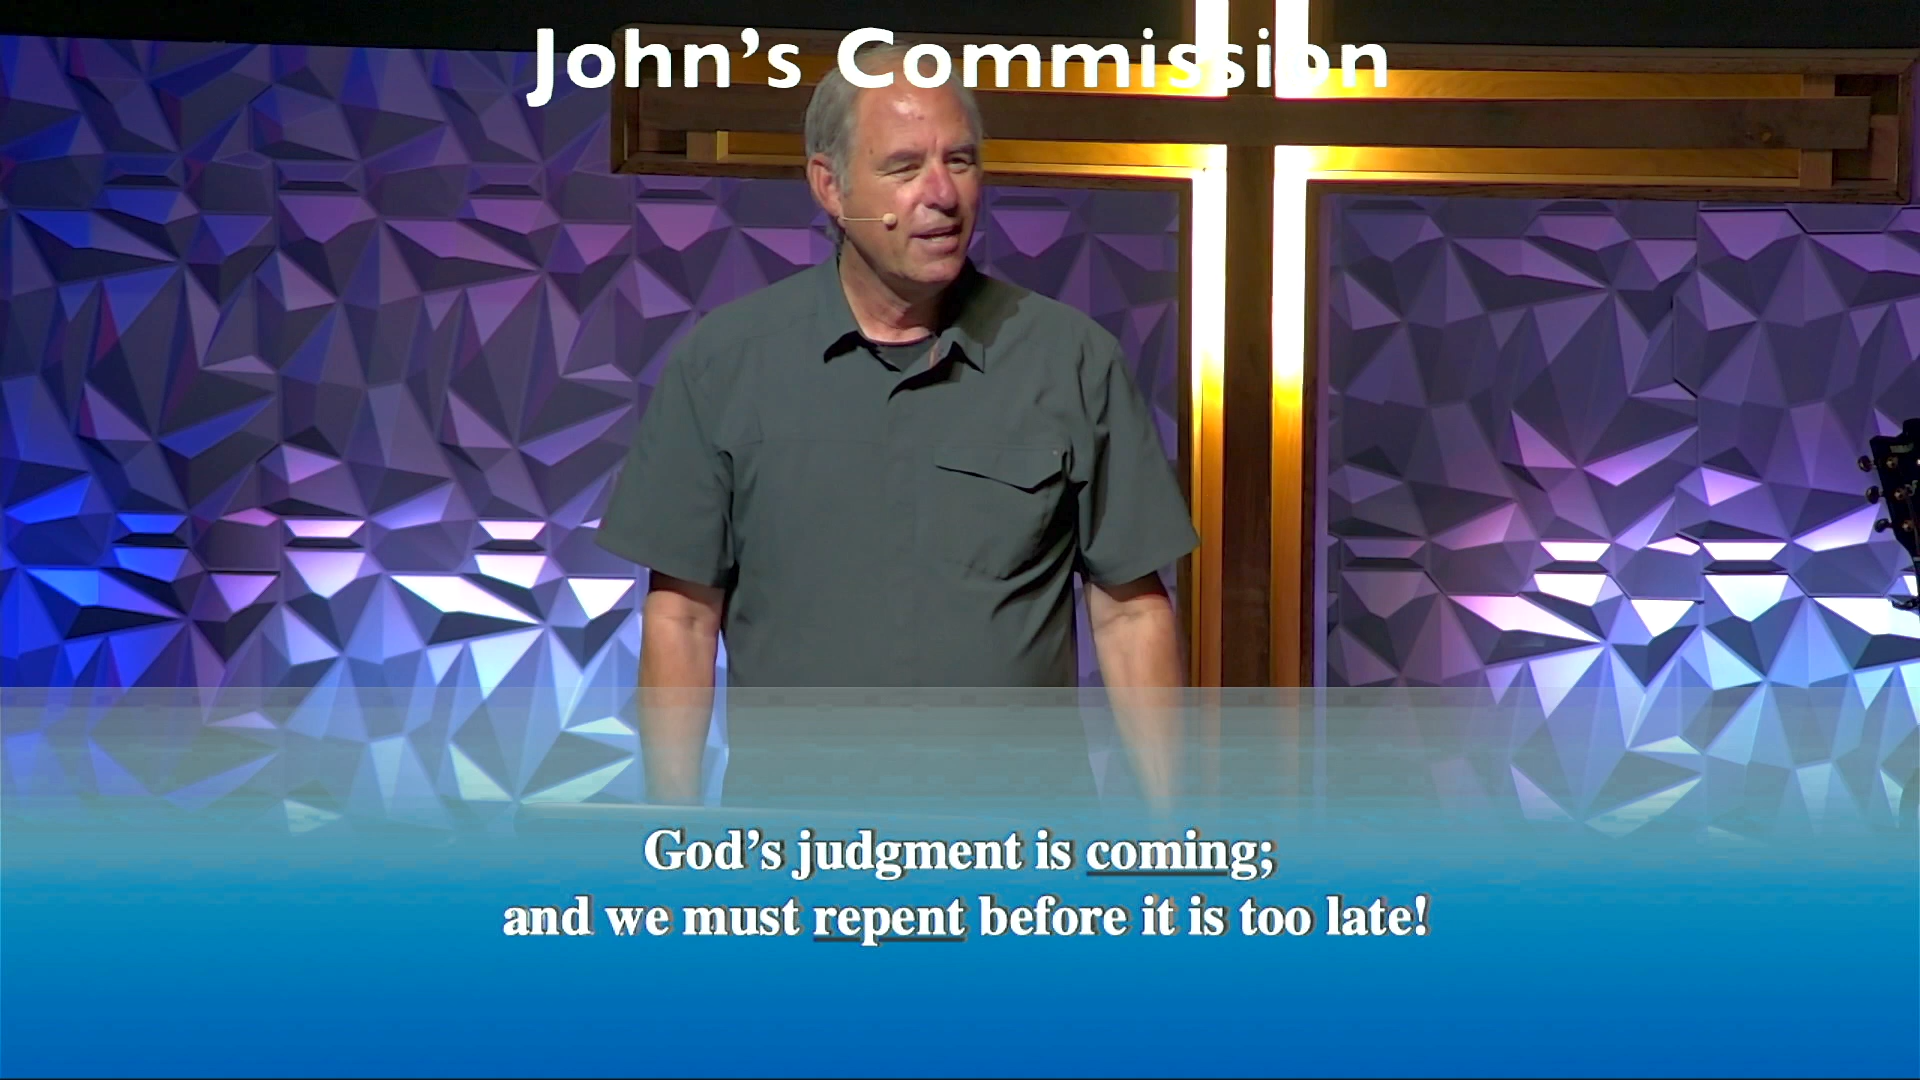 John's Commission
God's judgment is coming;
and we must repent before it is too late!